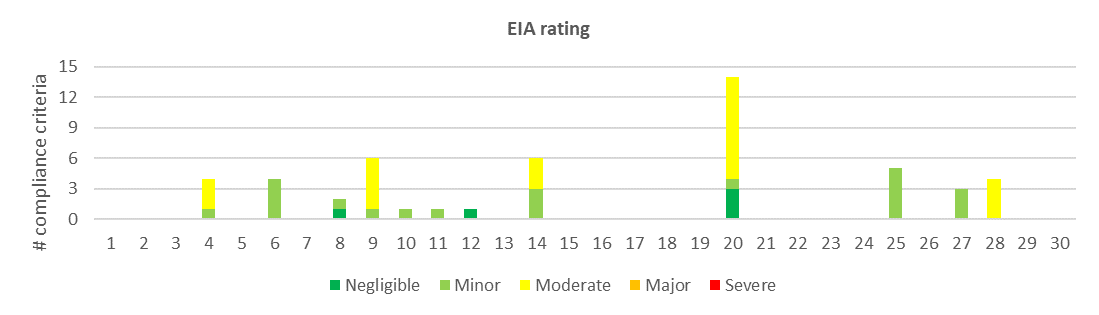 EIA rating
# compliance criteria
15
12
9
6
3
0
1 2 3 4 5 6 7 8 9 10 11 12 13 14 15 16 17 18 19 20 21 22 23 24 25 26 27 28 29 30
Negligible Minor Moderate Major Severe